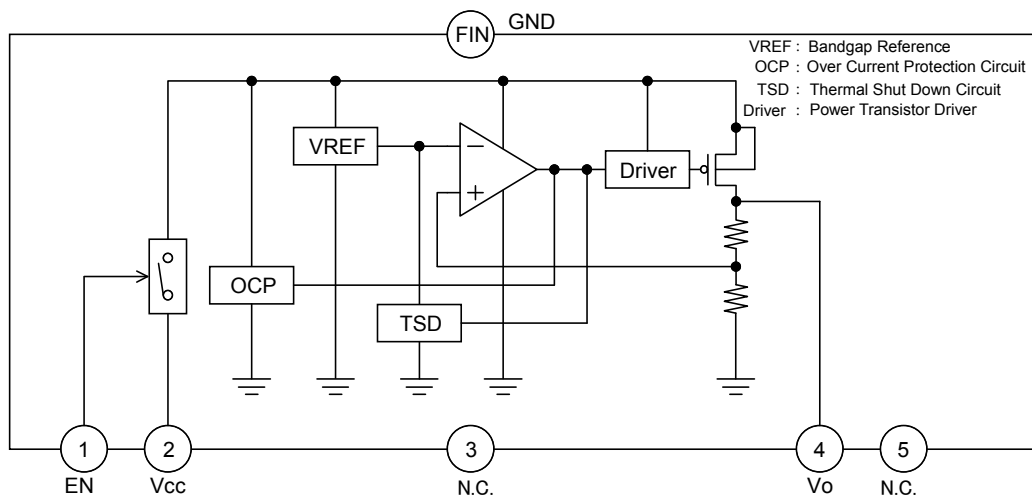 FIN
GND
VREF : Bandgap Reference
OCP : Over Current Protection Circuit
TSD : Thermal Shut Down Circuit
Driver : Power Transistor Driver
VREF
−
+
Driver
OCP
TSD
1
2
3
4
5
EN
Vcc
N.C.
Vo
N.C.